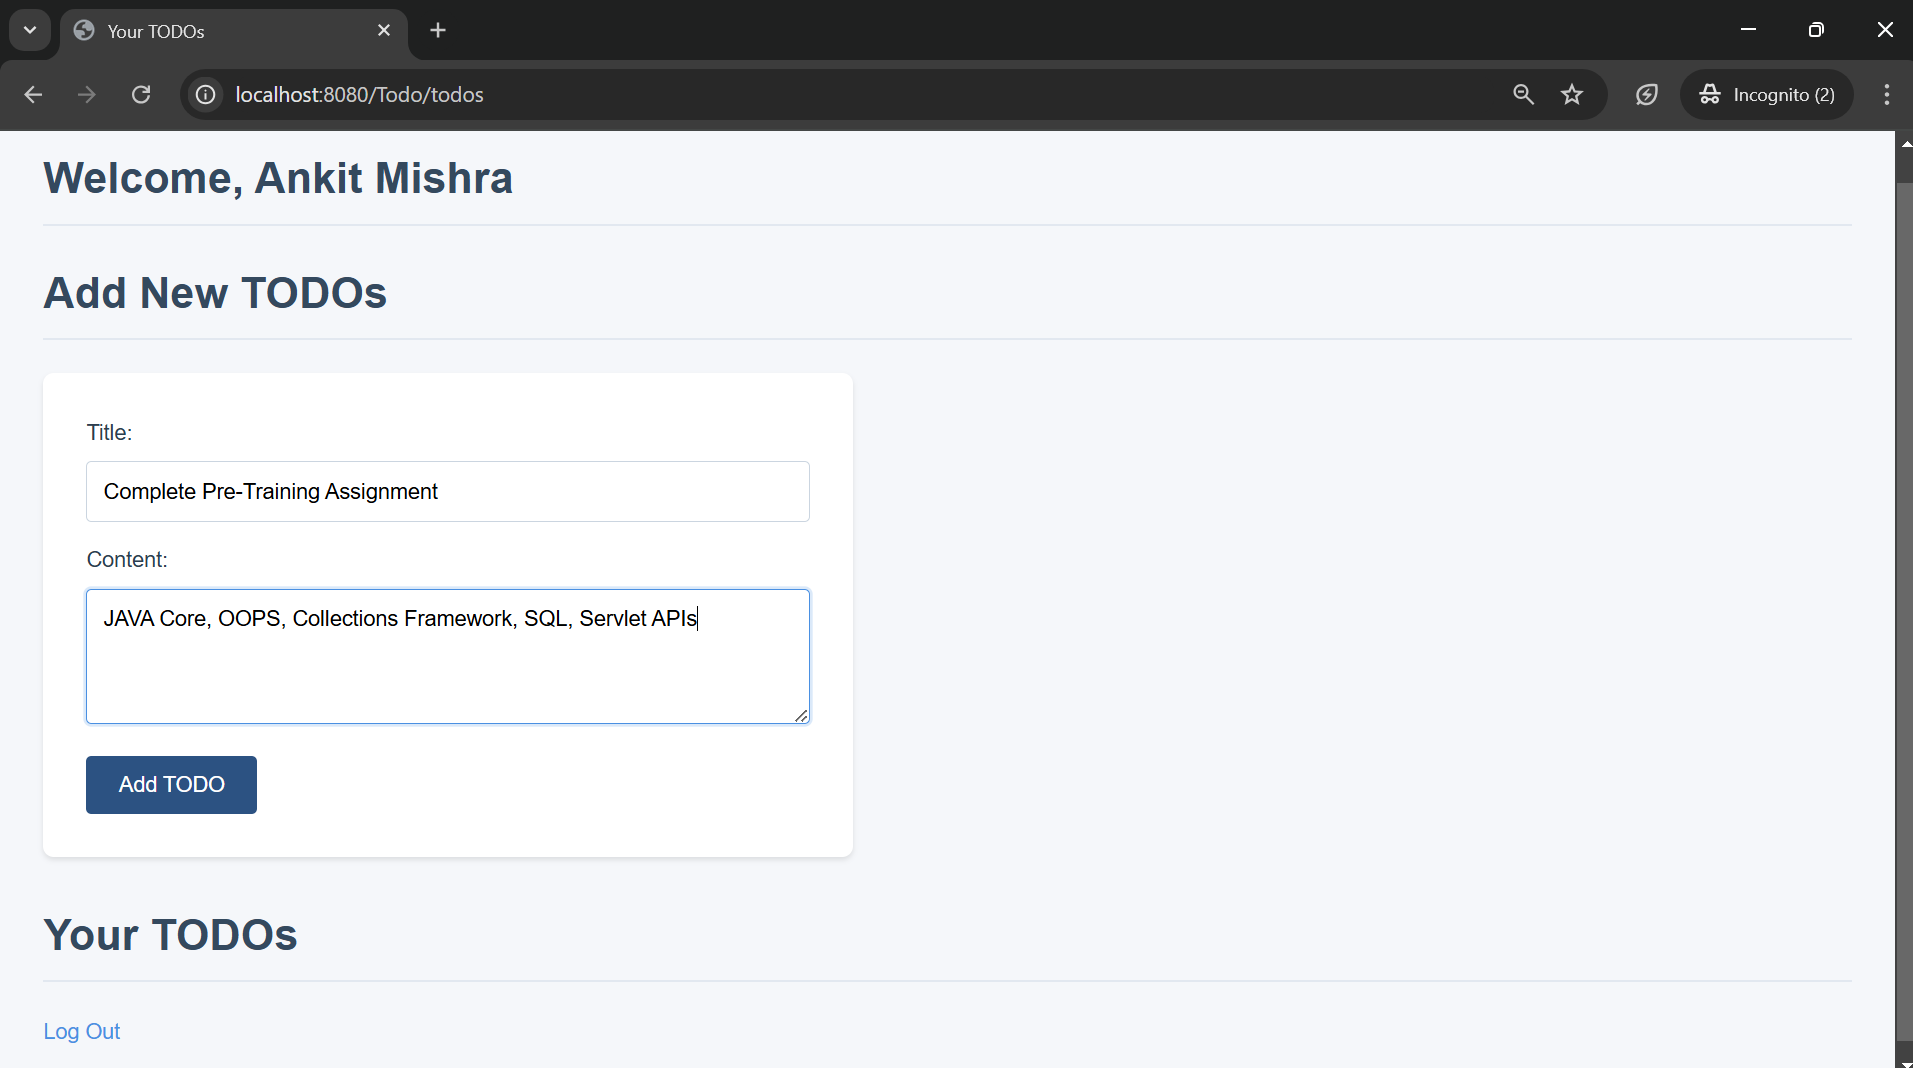 Your TODOs
localhost:8080/Todo/todos
Incognito (2)
Welcome, Ankit Mishra
Add New TODOs
Title:
Complete Pre-Training Assignment
Content:
JAVA Core, OOPS, Collections Framework, SQL, Servlet APIs
Add TODO
Your TODOs
Log Out